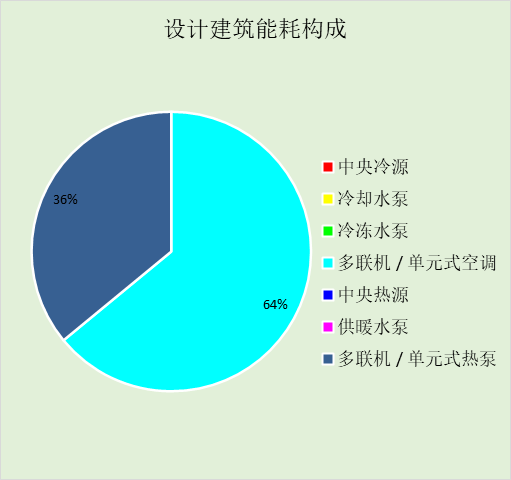 设计建筑能耗构成
中央冷源
36%
冷却水泵
冷冻水泵
多联机 / 单元式空调
中央热源
64%
供暖水泵
多联机 / 单元式热泵